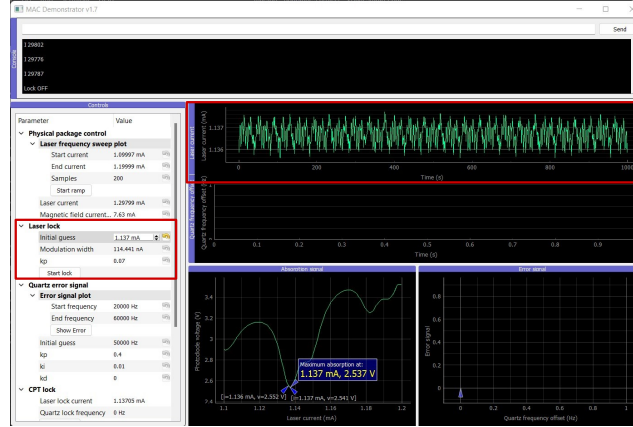 MAC Demonstrator v1.7
Send
Console
I 29802
I 29776
I 29787
Lock OFF
Controls
Parameter Value
Physical package control
Laser frequency sweep plot
Start current 1.09997 mA
End current 1.19999 mA
Samples 200
Start ramp
Laser current 1.29799 mA
Magnetic field current... 7.63 mA
Laser lock
Initial guess 1.137 mA
Modulation width 114.441 nA
kp 0.07
Start lock
Quartz error signal
Error signal plot
Start frequency 20000 Hz
End frequency 60000 Hz
Show Error
Initial guess 50000 Hz
kp 0.4
ki 0.01
kd 0
CPT lock
Laser lock current 1.13705 mA
Quartz lock frequency 0 Hz
Laser current
Laser current (mA)
1.137
1.136
0 200 400 600 800 1000
Time (s)
Quartz frequency offset
Quartz frequency offset (Hz)
1
0
0 0.1 0.2 0.3 0.4 0.5 0.6 0.7 0.8 0.9
Time (s)
Absorption signal
Photodiode voltage (V)
3.4
3.2
3
2.8
2.6
2.4
Maximum absorption at:
1.137 mA, 2.537 V
[i=1.136 mA, v=2.552 V] [i=1.137 mA, v=2.541 V]
1.1 1.12 1.14 1.16 1.18 1.2
Laser current (mA)
Error signal
Error signal
0.8
0.6
0.4
0.2
0
0 0.2 0.4 0.6 0.8 1
Quartz frequency offset (Hz)